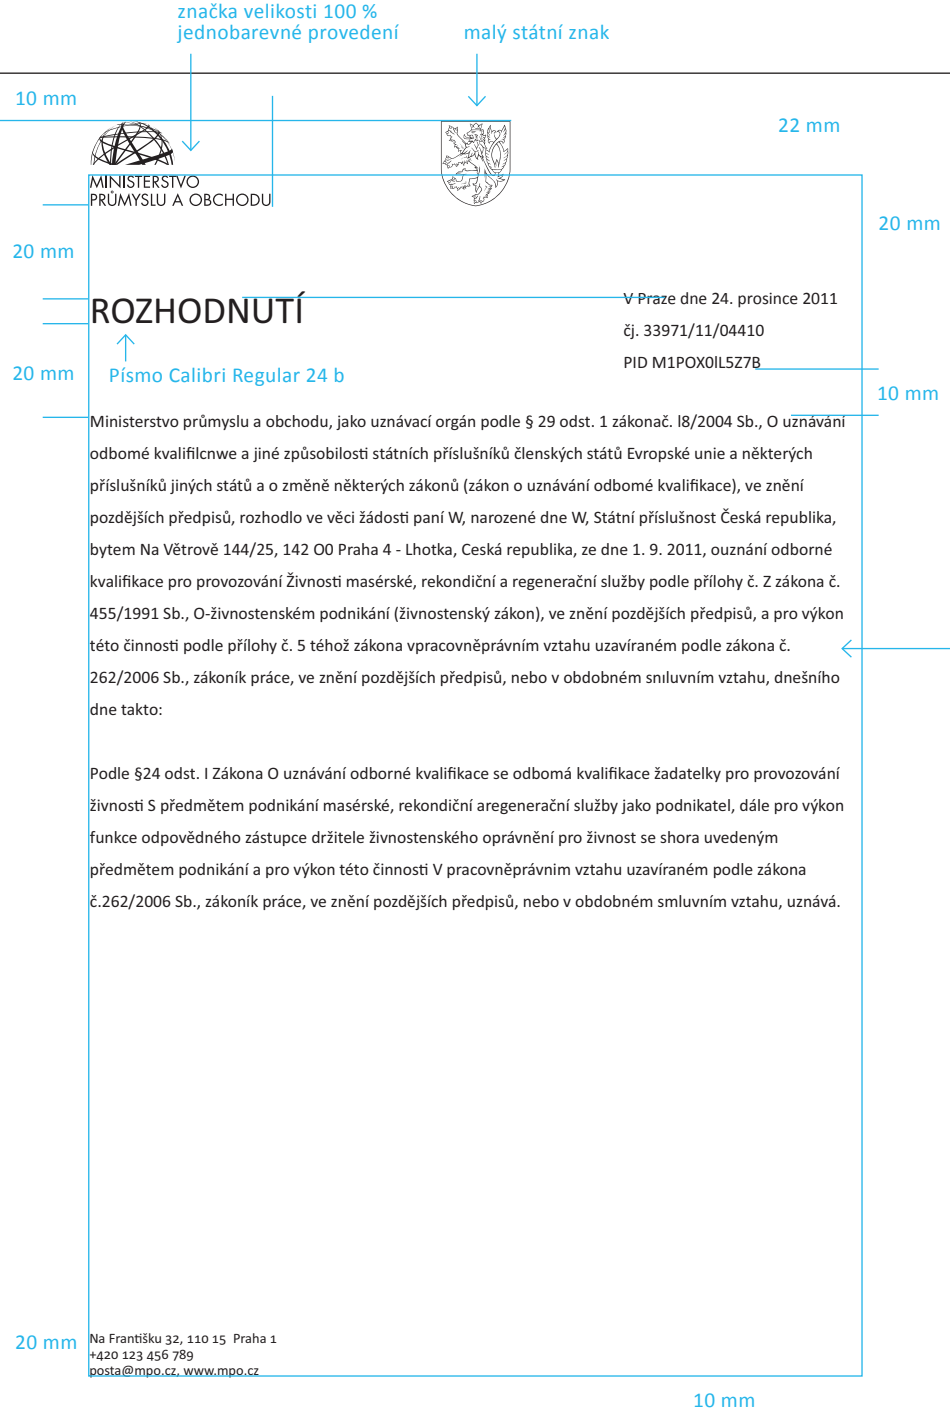 značka velikosti 100 %
jednobarevné provedení
malý státní znak
10 mm
22 mm
MINISTERSTVO
PRŮMYSLU A OBCHODU
20 mm
20 mm
ROZHODNUTÍ
V Praze dne 24. prosince 2011
čj. 33971/11/04410
PID M1POX0lL5Z7B
20 mm
Písmo Calibri Regular 24 b
10 mm
Ministerstvo průmyslu a obchodu, jako uznávací orgán podle § 29 odst. 1 zákonač. l8/2004 Sb., O uznávání
odbomé kvalifilcnwe a jiné způsobilosti státních příslušníků členských států Evropské unie a některých
příslušníků jiných států a o změně některých zákonů (zákon o uznávání odbomé kvalifikace), ve znění
pozdějších předpisů, rozhodlo ve věci žádosti paní W, narozené dne W, Státní příslušnost Česká republika,
bytem Na Větrově 144/25, 142 O0 Praha 4 - Lhotka, Ceská republika, ze dne 1. 9. 2011, ouznání odborné
kvalifikace pro provozování Živnosti masérské, rekondiční a regenerační služby podle přílohy č. Z zákona č.
455/1991 Sb., O-živnostenském podnikání (živnostenský zákon), ve znění pozdějších předpisů, a pro výkon
této činnosti podle přílohy č. 5 téhož zákona vpracovněprávním vztahu uzavíraném podle zákona č.
262/2006 Sb., zákoník práce, ve znění pozdějších předpisů, nebo v obdobném snıluvním vztahu, dnešního
dne takto:
Podle §24 odst. I Zákona O uznávání odborné kvalifikace se odbomá kvalifikace žadatelky pro provozování
živnosti S předmětem podnikání masérské, rekondiční aregenerační služby jako podnikatel, dále pro výkon
funkce odpovědného zástupce držitele živnostenského oprávnění pro živnost se shora uvedeným
předmětem podnikání a pro výkon této činnosti V pracovněprávnim vztahu uzavíraném podle zákona
č.262/2006 Sb., zákoník práce, ve znění pozdějších předpisů, nebo v obdobném smluvním vztahu, uznává.
20 mm
Na Františku 32, 110 15 Praha 1
+420 123 456 789
posta@mpo.cz, www.mpo.cz
10 mm